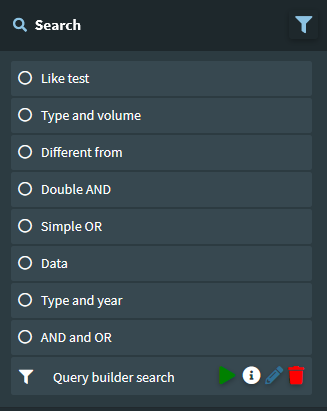 Search
Like test
Type and volume
Different from
Double AND
Simple OR
Data
Type and year
AND and OR
Query builder search